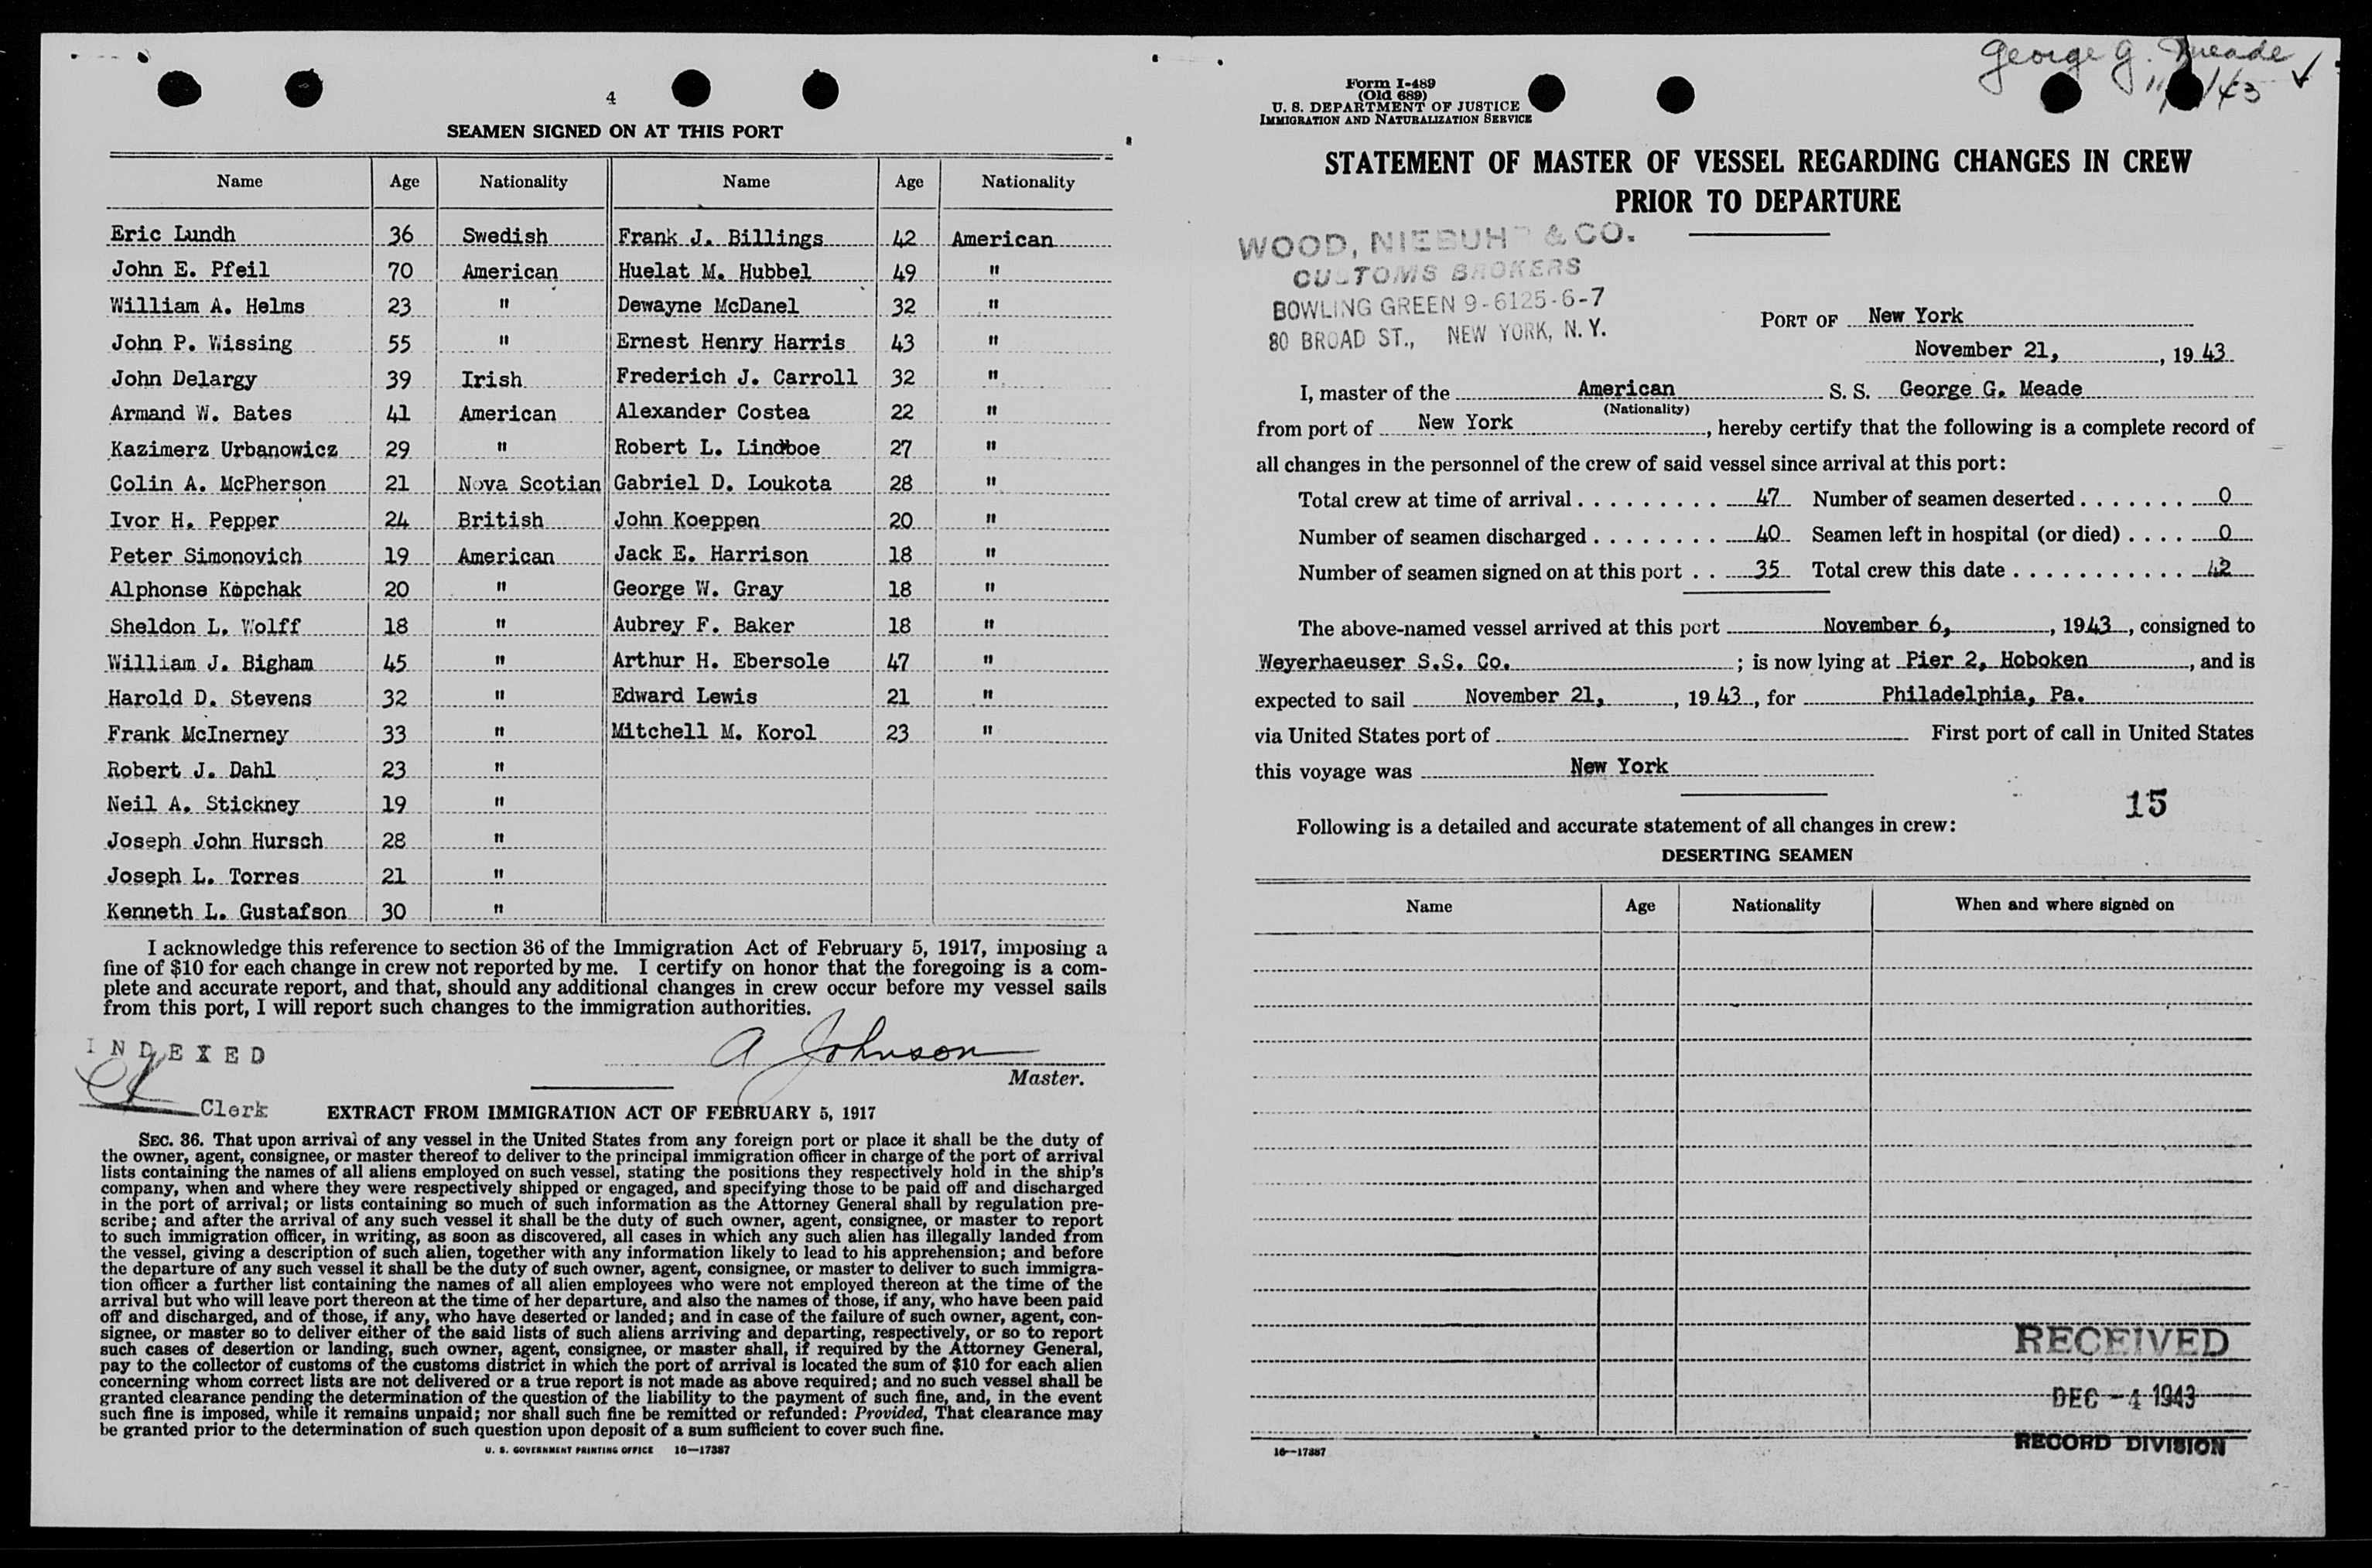 4
SEAMEN SIGNED ON AT THIS PORT
Name Age Nationality Name Age Nationality
Eric Lundh 36 Swedish Frank J. Billings 42 American
John E. Pfeil 70 American Huelat M. Hubbel 49 "
William A. Helms 23 " Dewayne McDanel 32 "
John P. Wissing 55 " Ernest Henry Harris 43 "
John Delargy 39 Irish Frederich J. Carroll 32 "
Armand W. Bates 41 American Alexander Costea 22 "
Kazimerz Urbanowicz 29 " Robert L. Lindboe 27 "
Colin A. McPherson 21 Nova Scotian Gabriel D. Loukota 28 "
Ivor H. Pepper 24 British John Koeppen 20 "
Peter Simonovich 19 American Jack E. Harrison 18 "
Alphonse Kopchak 20 " George W. Gray 18 "
Sheldon L. Wolff 18 " Aubrey F. Baker 18 "
William J. Bigham 45 " Arthur H. Ebersole 47 "
Harold D. Stevens 32 " Edward Lewis 21 "
Frank McInerney 33 " Mitchell M. Korol 23 "
Robert J. Dahl 23 "
Neil A. Stickney 19 "
Joseph John Hursch 28 "
Joseph L. Torres 21 "
Kenneth L. Gustafson 30 "
I acknowledge this reference to section 36 of the Immigration Act of February 5, 1917, imposing a
fine of $10 for each change in crew not reported by me. I certify on honor that the foregoing is a com-
plete and accurate report, and that, should any additional changes in crew occur before my vessel sails
from this port, I will report such changes to the immigration authorities.
INDEXED
A Johnson
Master.
Clerk
EXTRACT FROM IMMIGRATION ACT OF FEBRUARY 5, 1917
SEC. 36. That upon arrival of any vessel in the United States from any foreign port or place it shall be the duty of
the owner, agent, consignee, or master thereof to deliver to the principal immigration officer in charge of the port of arrival
lists containing the names of all aliens employed on such vessel, stating the positions they respectively hold in the ship's
company, when and where they were respectively shipped or engaged, and specifying those to be paid off and discharged
in the port of arrival; or lists containing so much of such information as the Attorney General shall by regulation pre-
scribe; and after the arrival of any such vessel it shall be the duty of such owner, agent, consignee, or master to report
to such immigration officer, in writing, as soon as discovered, all cases in which any such alien has illegally landed from
the vessel, giving a description of such alien, together with any information likely to lead to his apprehension; and before
the departure of any such vessel it shall be the duty of such owner, agent, consignee, or master to deliver to such immigra-
tion officer a further list containing the names of all alien employees who were not employed thereon at the time of the
arrival but who will leave port thereon at the time of her departure, and also the names of those, if any, who have been paid
off and discharged, and of those, if any, who have deserted or landed; and in case of the failure of such owner, agent, con-
signee, or master so to deliver either of the said lists of such aliens arriving and departing, respectively, or so to report
such cases of desertion or landing, such owner, agent, consignee, or master shall, if required by the Attorney General,
pay to the collector of customs of the customs district in which the port of arrival is located the sum of $10 for each alien
concerning whom correct lists are not delivered or a true report is not made as above required; and no such vessel shall be
granted clearance pending the determination of the question of the liability to the payment of such fine, and, in the event
such fine is imposed, while it remains unpaid; nor shall such fine be remitted or refunded: Provided, That clearance may
be granted prior to the determination of such question upon deposit of a sum sufficient to cover such fine.
U. S. GOVERNMENT PRINTING OFFICE 16—17387
George G. Meade
Form I-489
(Old 689)
U. S. DEPARTMENT OF JUSTICE
IMMIGRATION AND NATURALIZATION SERVICE
STATEMENT OF MASTER OF VESSEL REGARDING CHANGES IN CREW
PRIOR TO DEPARTURE
WOOD, NIEBUHR & CO.
CUSTOMS BROKERS
BOWLING GREEN 9-6125-6-7
80 BROAD ST., NEW YORK, N. Y.
PORT OF New York
November 21, , 1943
I, master of the American S. S. George G. Meade
(Nationality)
from port of New York , hereby certify that the following is a complete record of
all changes in the personnel of the crew of said vessel since arrival at this port:
Total crew at time of arrival . . . . . . . . . 47 Number of seamen deserted . . . . . . . 0
Number of seamen discharged . . . . . . . . 40 Seamen left in hospital (or died) . . . . 0
Number of seamen signed on at this port . . 35 Total crew this date . . . . . . . . . . . 42
The above-named vessel arrived at this port November 6, , 1943, consigned to
Weyerhaeuser S.S. Co. ; is now lying at Pier 2, Hoboken , and is
expected to sail November 21, , 1943, for Philadelphia, Pa.
via United States port of First port of call in United States
this voyage was New York
15
Following is a detailed and accurate statement of all changes in crew:
DESERTING SEAMEN
Name Age Nationality When and where signed on
RECEIVED
DEC -4 1943
RECORD DIVISION
16—17387